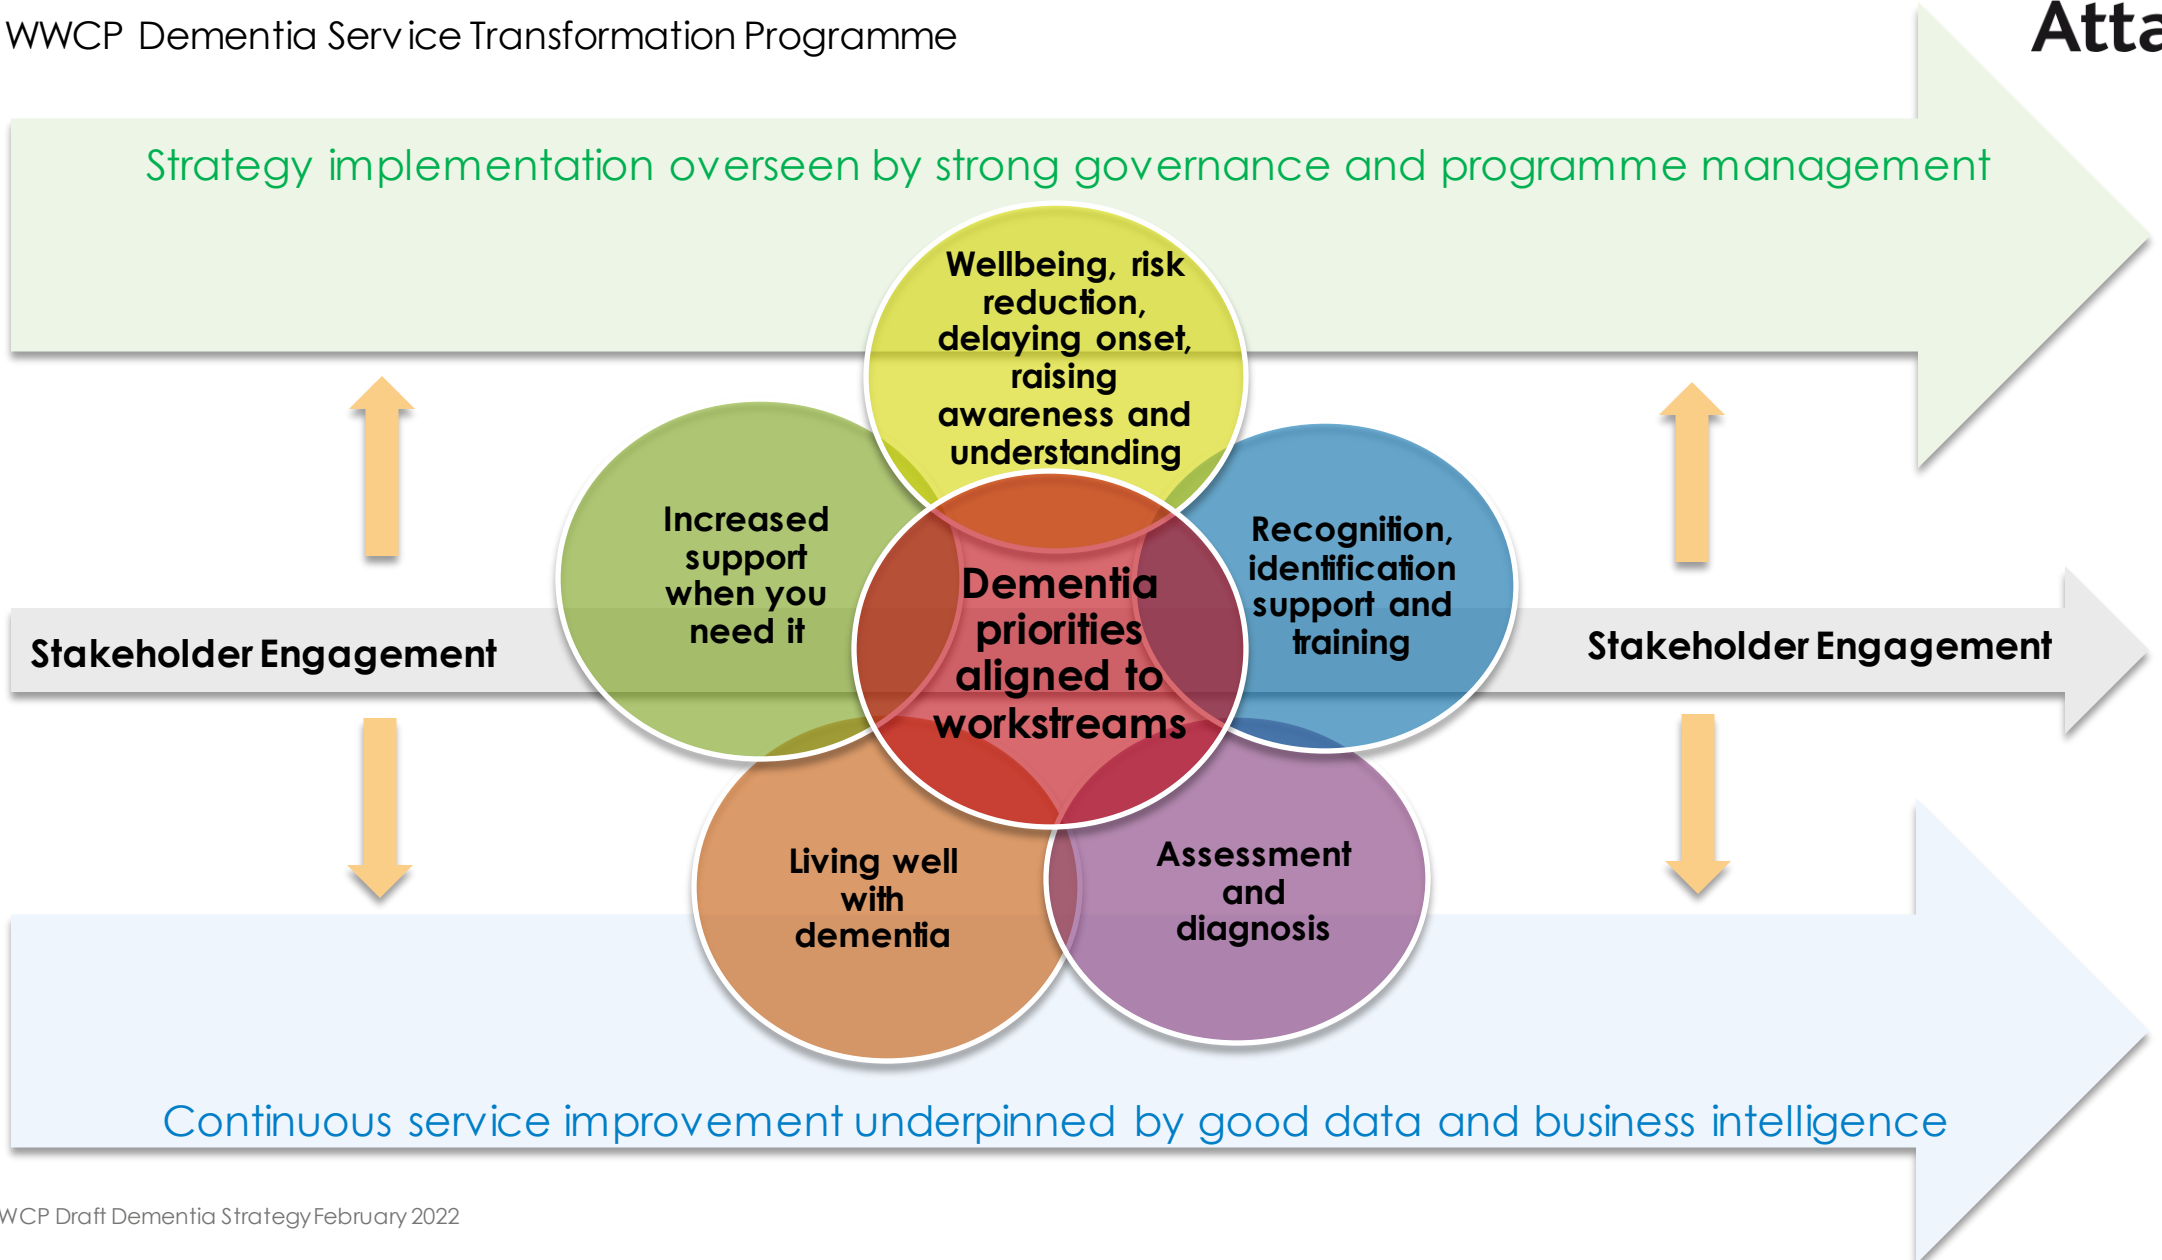 WWCP Dementia Service Transformation Programme
Atta
Strategy implementation overseen by strong governance and programme management
Wellbeing, risk
reduction,
delaying onset,
raising
awareness and
understanding
Increased
support
when you
need it
Recognition,
identification
support and
training
Dementia
priorities
aligned to
workstreams
Stakeholder Engagement
Stakeholder Engagement
Living well
with
dementia
Assessment
and
diagnosis
Continuous service improvement underpinned by good data and business intelligence
WCP Draft Dementia Strategy February 2022